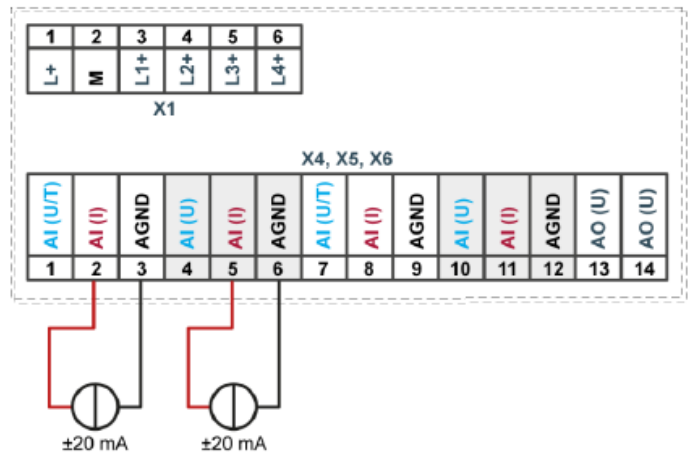 1 2 3 4 5 6
L+ M L1+ L2+ L3+ L4+
X1
X4, X5, X6
AI (U/T) AI (I) AGND AI (U) AI (I) AGND AI (U/T) AI (I) AGND AI (U) AI (I) AGND AO (U) AO (U)
1 2 3 4 5 6 7 8 9 10 11 12 13 14
±20 mA ±20 mA